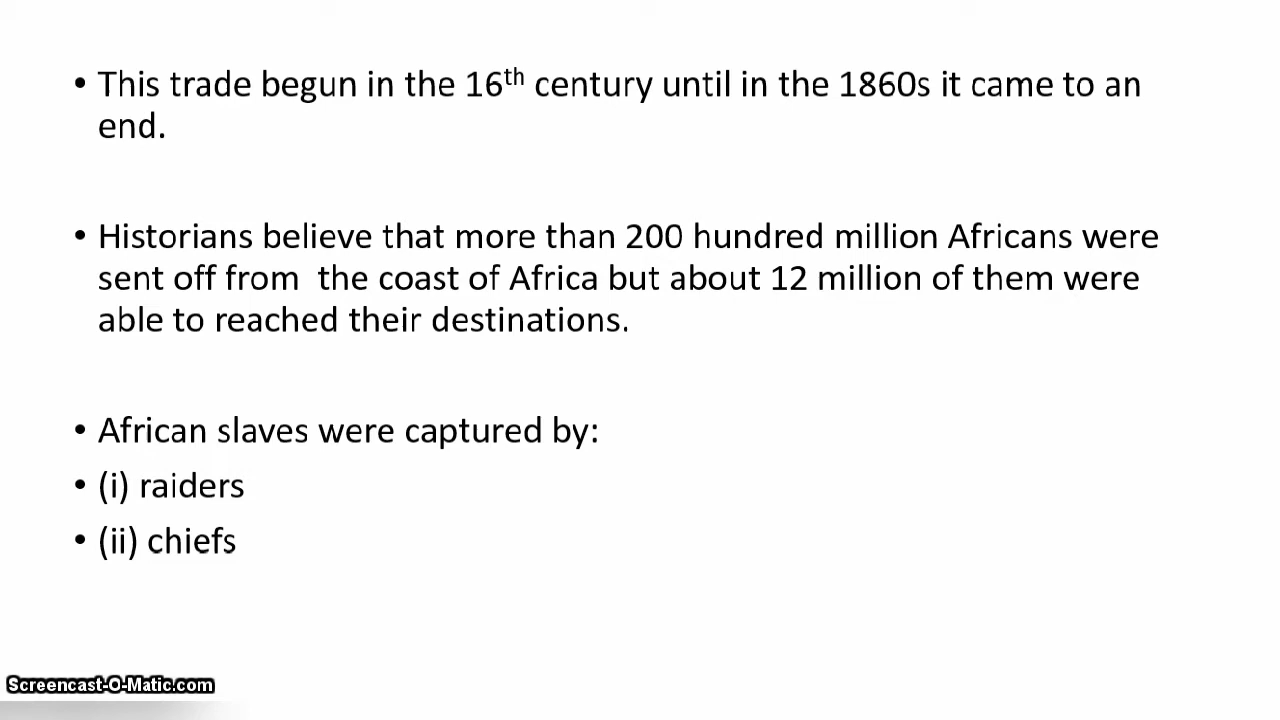 • This trade begun in the 16th century until in the 1860s it came to an
end.
• Historians believe that more than 200 hundred million Africans were
sent off from  the coast of Africa but about 12 million of them were
able to reached their destinations.
• African slaves were captured by:
• (i) raiders
• (ii) chiefs
Screencast-O-Matic.com